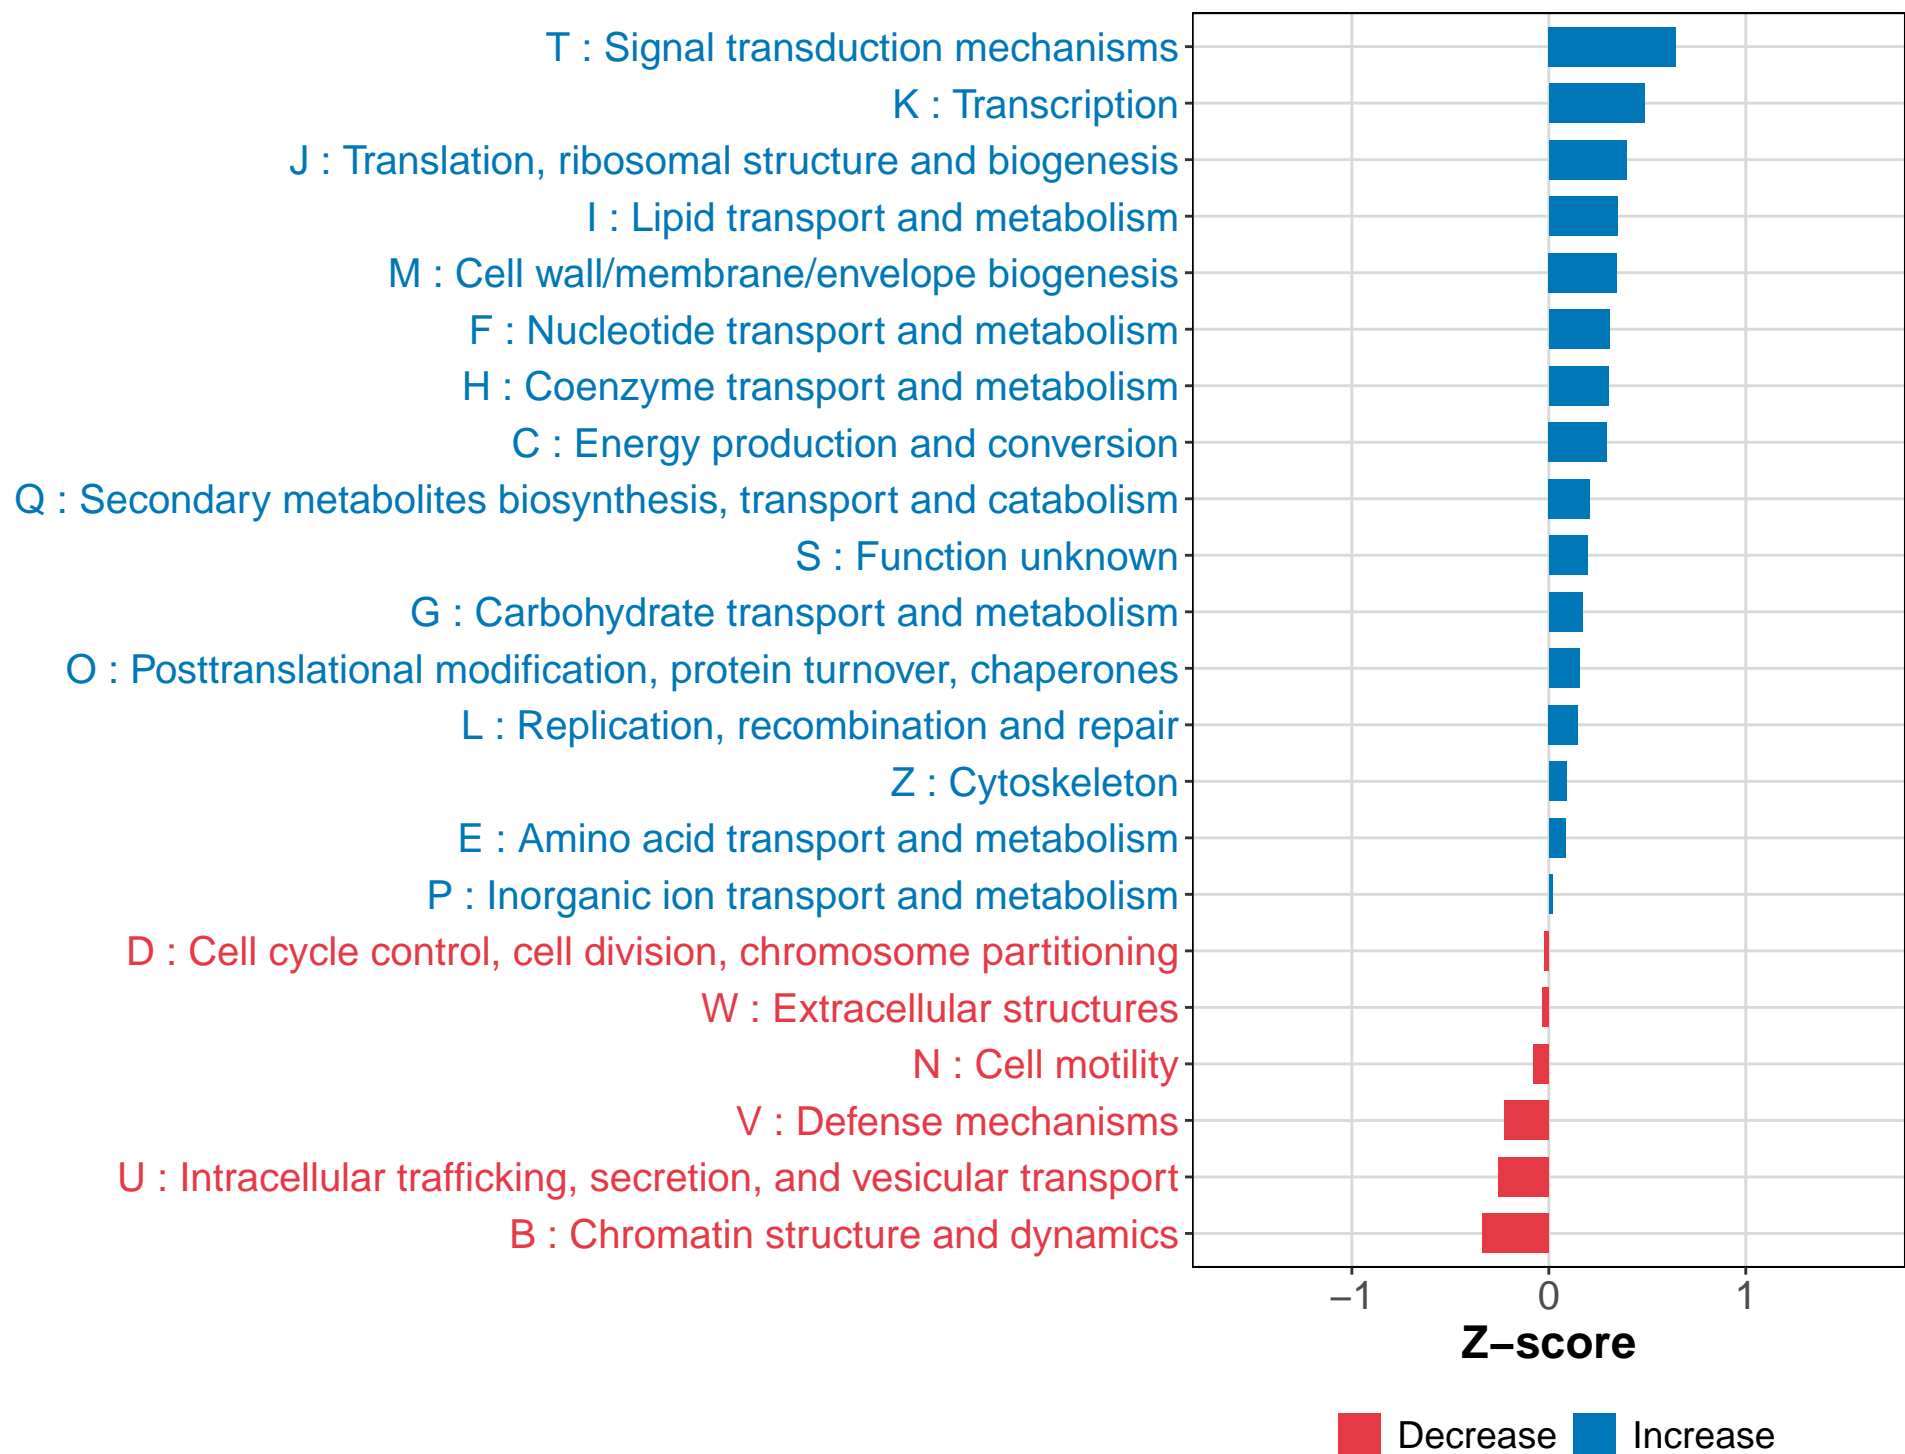 T : Signal transduction mechanisms
K : Transcription
J : Translation, ribosomal structure and biogenesis
I : Lipid transport and metabolism
M : Cell wall/membrane/envelope biogenesis
F : Nucleotide transport and metabolism
H : Coenzyme transport and metabolism
C : Energy production and conversion
Q : Secondary metabolites biosynthesis, transport and catabolism
S : Function unknown
G : Carbohydrate transport and metabolism
O : Posttranslational modification, protein turnover, chaperones
L : Replication, recombination and repair
Z : Cytoskeleton
E : Amino acid transport and metabolism
P : Inorganic ion transport and metabolism
D : Cell cycle control, cell division, chromosome partitioning
W : Extracellular structures
N : Cell motility
V : Defense mechanisms
U : Intracellular trafficking, secretion, and vesicular transport
B : Chromatin structure and dynamics
−1 0 1
Z−score
Decrease Increase